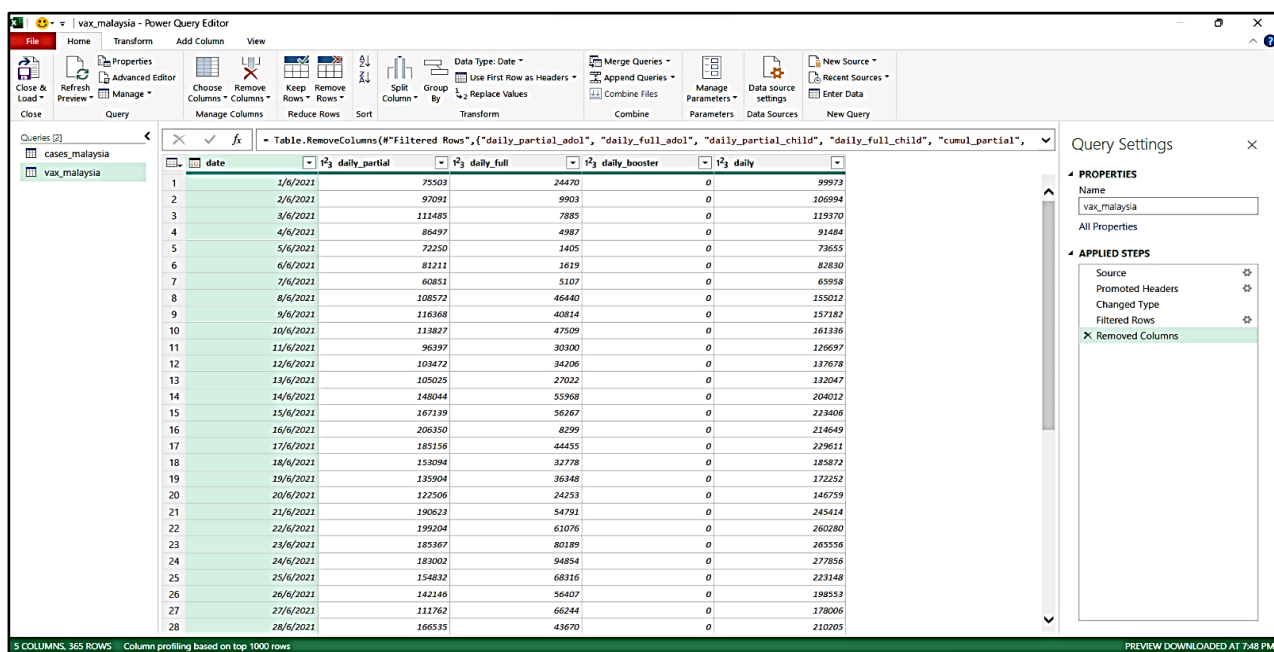 vax_malaysia - Power Query Editor
File Home Transform Add Column View
Close & Load
Refresh Preview
Properties
Advanced Editor
Manage
Choose Columns
Remove Columns
Keep Rows
Remove Rows
Split Column
Group By
Data Type: Date
Use First Row as Headers
Replace Values
Merge Queries
Append Queries
Combine Files
Manage Parameters
Data source settings
New Source
Recent Sources
Enter Data
Close Query Manage Columns Reduce Rows Sort Transform Combine Parameters Data Sources New Query
Queries [2]
cases_malaysia
vax_malaysia
fx = Table.RemoveColumns(#"Filtered Rows",{"daily_partial_adol", "daily_full_adol", "daily_partial_child", "daily_full_child", "cumul_partial",
date 123 daily_partial 123 daily_full 123 daily_booster 123 daily
1 1/6/2021 75503 24470 0 99973
2 2/6/2021 97091 9903 0 106994
3 3/6/2021 111485 7885 0 119370
4 4/6/2021 86497 4987 0 91484
5 5/6/2021 72250 1405 0 73655
6 6/6/2021 81211 1619 0 82830
7 7/6/2021 60851 5107 0 65958
8 8/6/2021 108572 46440 0 155012
9 9/6/2021 116368 40814 0 157182
10 10/6/2021 113827 47509 0 161336
11 11/6/2021 96397 30300 0 126697
12 12/6/2021 103472 34206 0 137678
13 13/6/2021 105025 27022 0 132047
14 14/6/2021 148044 55968 0 204012
15 15/6/2021 167139 56267 0 223406
16 16/6/2021 206350 8299 0 214649
17 17/6/2021 185156 44455 0 229611
18 18/6/2021 153094 32778 0 185872
19 19/6/2021 135904 36348 0 172252
20 20/6/2021 122506 24253 0 146759
21 21/6/2021 190623 54791 0 245414
22 22/6/2021 199204 61076 0 260280
23 23/6/2021 185367 80189 0 265556
24 24/6/2021 183002 94854 0 277856
25 25/6/2021 154832 68316 0 223148
26 26/6/2021 142146 56407 0 198553
27 27/6/2021 111762 66244 0 178006
28 28/6/2021 166535 43670 0 210205
Query Settings
PROPERTIES
Name
vax_malaysia
All Properties
APPLIED STEPS
Source
Promoted Headers
Changed Type
Filtered Rows
Removed Columns
5 COLUMNS, 365 ROWS Column profiling based on top 1000 rows
PREVIEW DOWNLOADED AT 7:48 PM